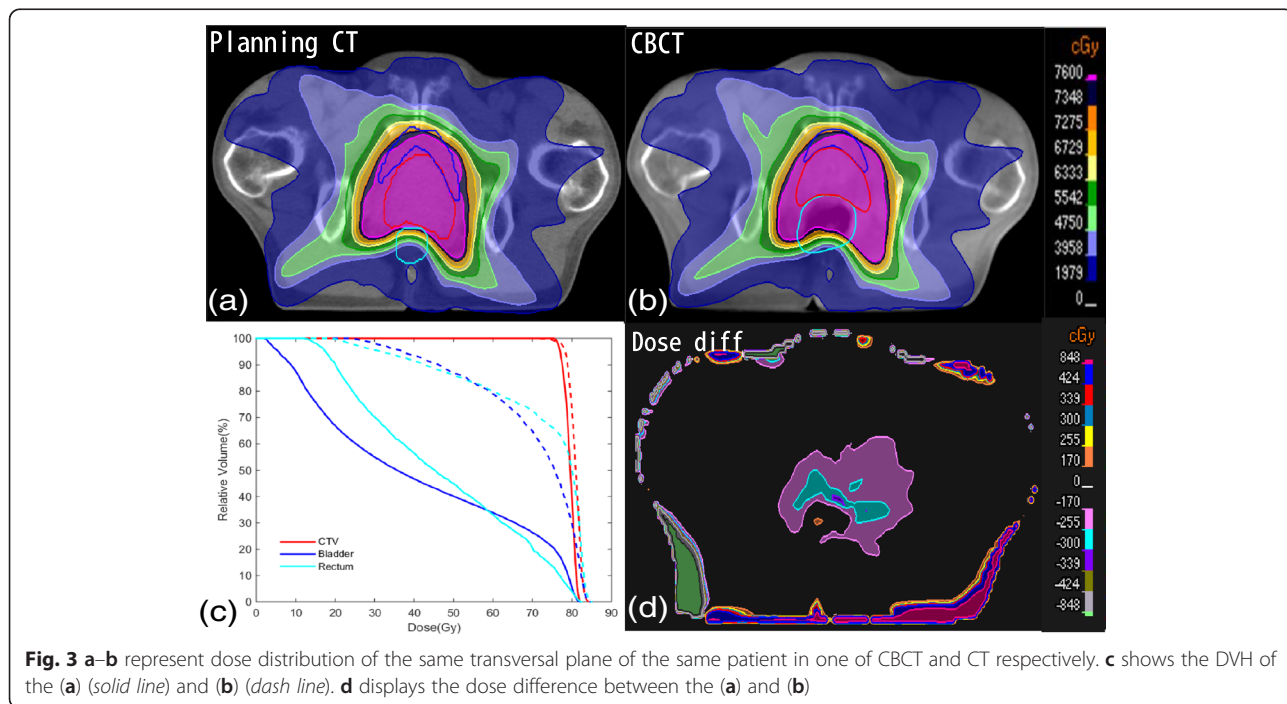 Planning CT
(a)
CBCT
(b)
cGy
7600
7348
7275
6729
6333
5542
4750
3958
1979
0
100
90
80
70
60
50
40
30
20
10
0
Relative Volume(%)
0 10 20 30 40 50 60 70 80 90
Dose(Gy)
CTV
Bladder
Rectum
(c)
Dose diff
(d)
cGy
848
424
339
300
255
170
0
-170
-255
-300
-339
-424
-848
Fig. 3 a–b represent dose distribution of the same transversal plane of the same patient in one of CBCT and CT respectively. c shows the DVH of
the (a) (solid line) and (b) (dash line). d displays the dose difference between the (a) and (b)